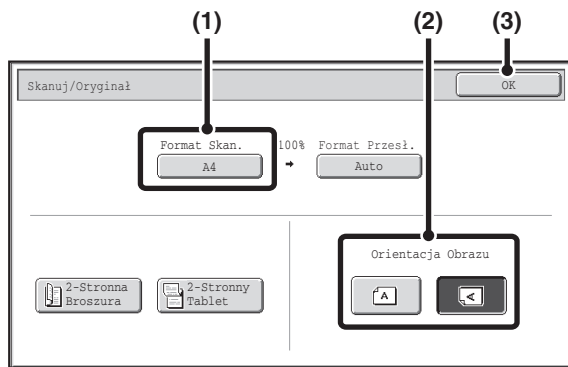 (1) (2) (3)
Skanuj/Oryginał OK
Format Skan. 100% Format Przesł.
A4 Auto
Orientacja Obrazu
2-Stronna
Broszura
2-Stronny
Tablet
A A